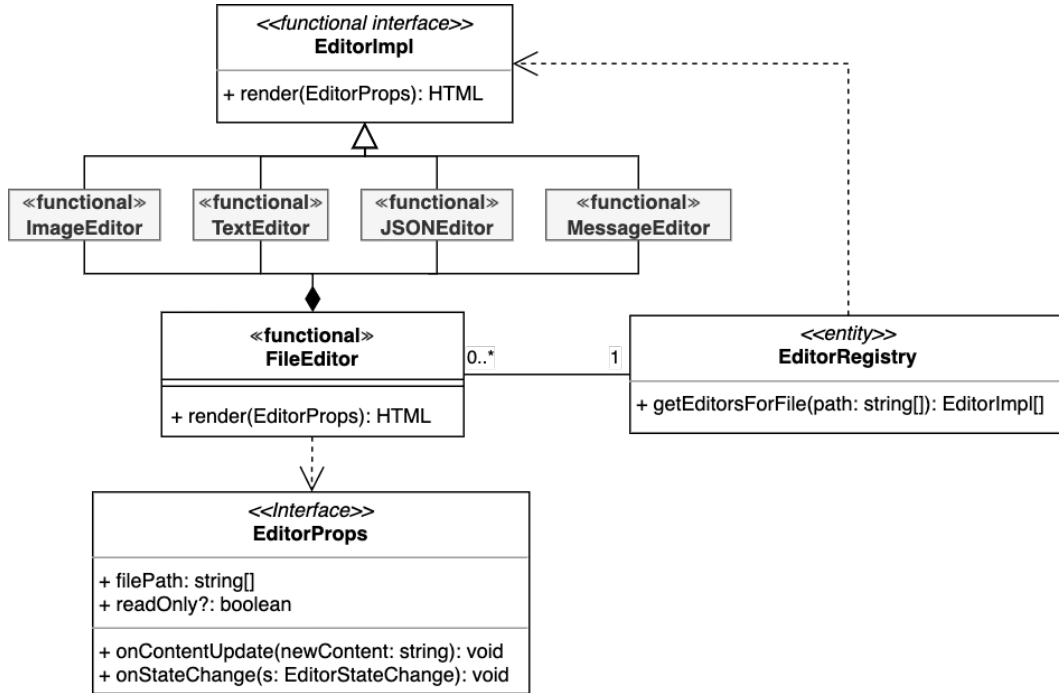 <<functional interface>>
EditorImpl
+ render(EditorProps): HTML
«functional»
ImageEditor
«functional»
TextEditor
«functional»
JSONEditor
«functional»
MessageEditor
«functional»
FileEditor
+ render(EditorProps): HTML
0..*
1
<<entity>>
EditorRegistry
+ getEditorsForFile(path: string[]): EditorImpl[]
<<Interface>>
EditorProps
+ filePath: string[]
+ readOnly?: boolean
+ onContentUpdate(newContent: string): void
+ onStateChange(s: EditorStateChange): void